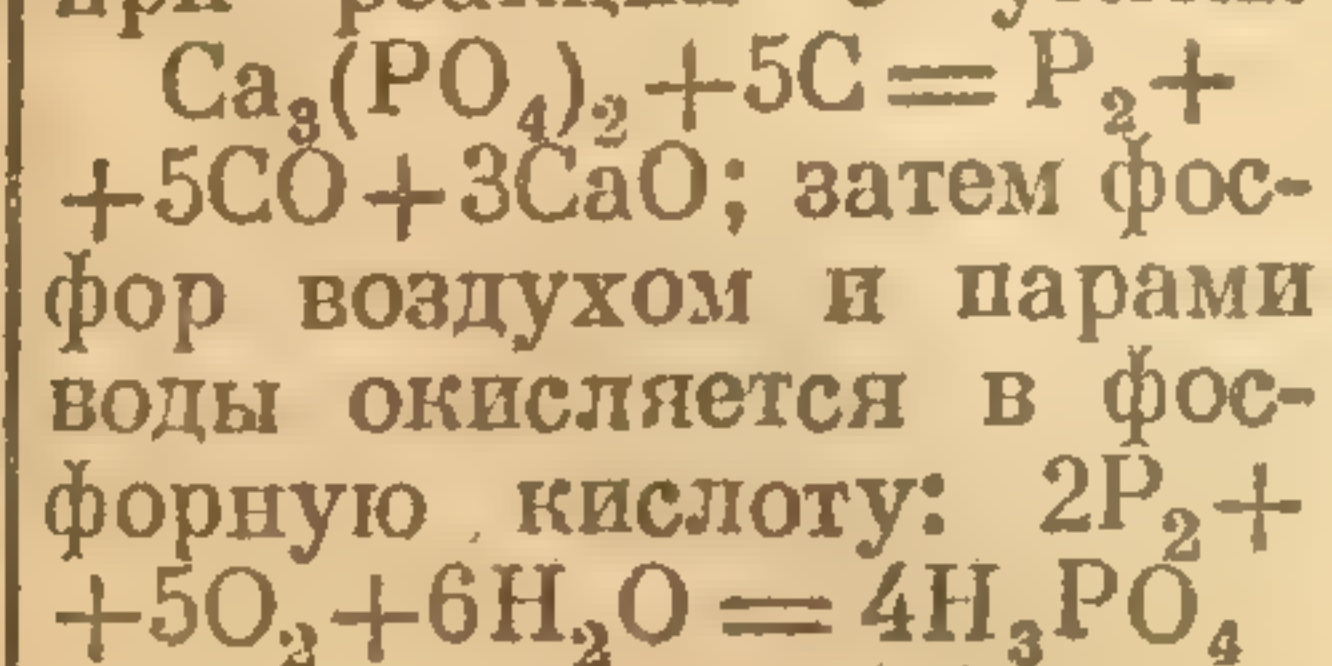 Ca₃(PO₄)₂+5C=P₂+
+5CO+3CaO; затем фос-
фор воздухом и парами
воды окисляется в фос-
форную кислоту: 2P₂+
+5O₂+6H₂O=4H₃PO₄